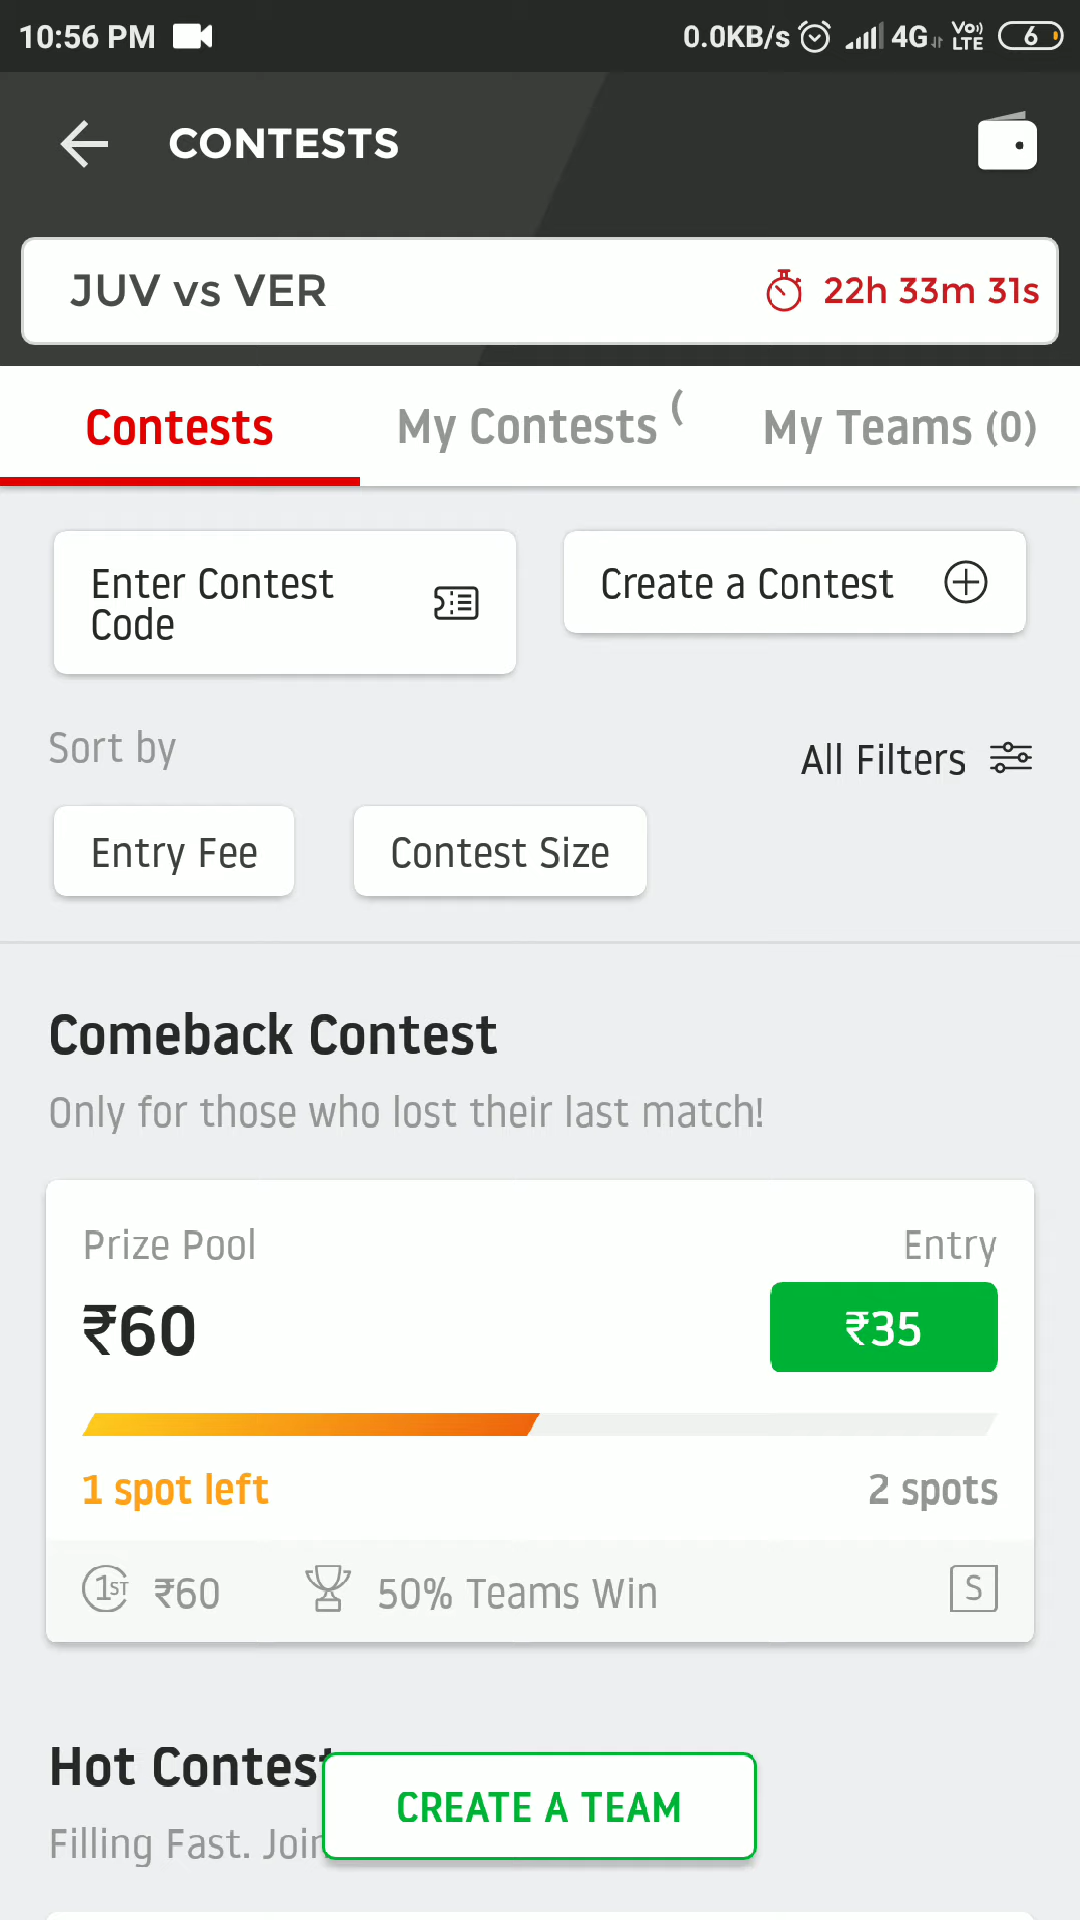 10:56 PM 0.0KB/s 4G Vo)) LTE 6
CONTESTS
JUV vs VER 22h 33m 31s
Contests My Contests ( My Teams (0)
Enter Contest Code
Create a Contest
Sort by
All Filters
Entry Fee Contest Size
Comeback Contest
Only for those who lost their last match!
Prize Pool Entry
₹60 ₹35
1 spot left 2 spots
1ST ₹60 50% Teams Win S
Hot Contest
CREATE A TEAM
Filling Fast. Join